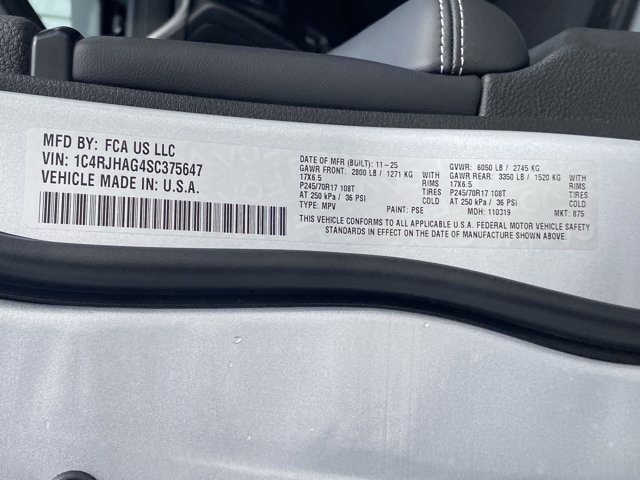 MFD BY: FCA US LLC
VIN: 1C4RJHAG4SC375647
VEHICLE MADE IN: U.S.A.
DATE OF MFR (BUILT): 11-25 GVWR: 6050 LB / 2745 KG
GAWR FRONT: 2800 LB / 1271 KG WITH GAWR REAR: 3350 LB / 1520 KG WITH
17X6.5 RIMS 17X6.5 RIMS
P245/70R17 108T TIRES P245/70R17 108T TIRES
AT 250 kPa / 36 PSI COLD AT 250 kPa / 36 PSI COLD
TYPE: MPV PAINT: PSE MDH: 110319 MKT: 875
THIS VEHICLE CONFORMS TO ALL APPLICABLE U.S.A. FEDERAL MOTOR VEHICLE SAFETY
STANDARDS IN EFFECT ON THE DATE OF MANUFACTURE SHOWN ABOVE.